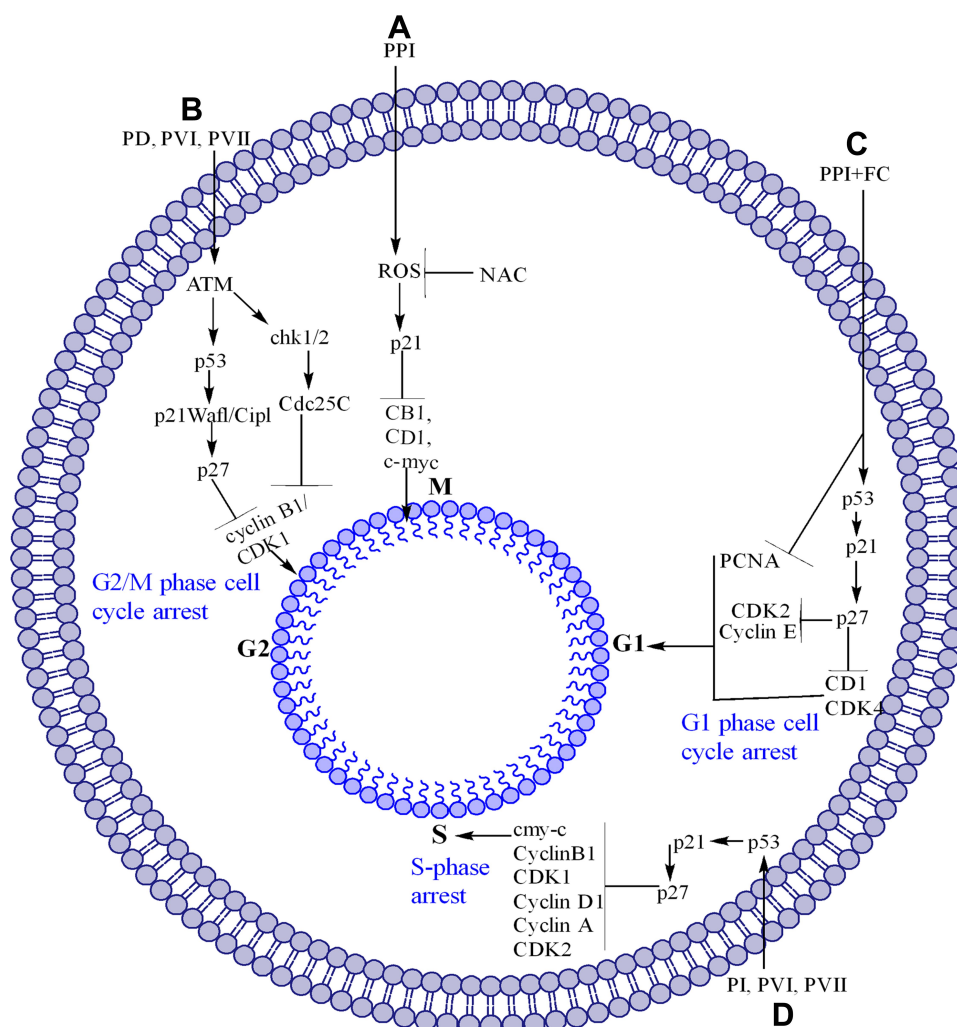 A
PPI
B
PD, PVI, PVII
C
PPI+FC
ROS
NAC
ATM
chk1/2
p21
p53
Cdc25C
p21Wafl/Cipl
CB1,
CD1,
c-myc
p27
M
cyclin B1/
CDK1
G2/M phase cell
cycle arrest
G2
G1
p53
p21
PCNA
CDK2
Cyclin E
p27
CD1
CDK4
G1 phase cell
cycle arrest
S
S-phase
arrest
cmy-c
CyclinB1
CDK1
Cyclin D1
Cyclin A
CDK2
p21
p53
p27
PI, PVI, PVII
D